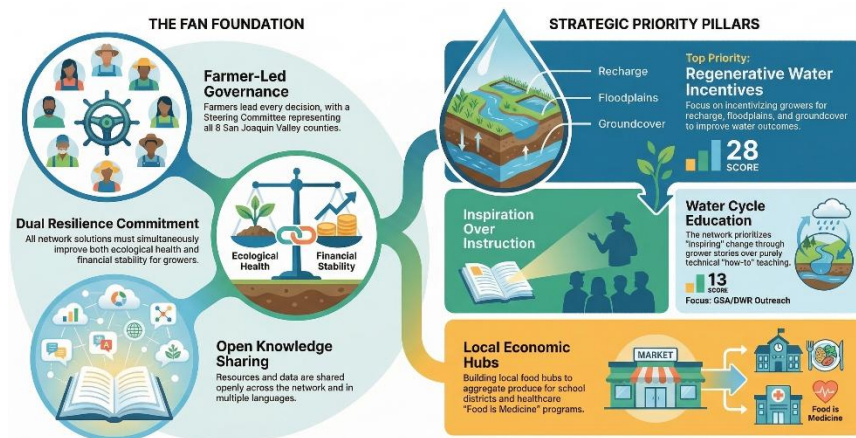 THE FAN FOUNDATION
Farmer-Led
Governance
Farmers lead every decision, with a
Steering Committee representing
all 8 San Joaquin Valley counties.
Dual Resilience Commitment
All network solutions must simultaneously
improve both ecological health and
financial stability for growers.
Ecological
Health
Financial
Stability
Open Knowledge
Sharing
Resources and data are shared
openly across the network and in
multiple languages.
A
STRATEGIC PRIORITY PILLARS
Recharge
Floodplains
Groundcover
Top Priority:
Regenerative Water
Incentives
Focus on incentivizing growers for
recharge, floodplains, and groundcover
to improve water outcomes.
28
SCORE
Inspiration
Over
Instruction
Water Cycle
Education
The network prioritizes
"inspiring" change through
grower stories over purely
technical "how-to" teaching.
13
SCORE
Focus: GSA/DWR Outreach
Local Economic
Hubs
Building local food hubs to
aggregate produce for school
districts and healthcare
"Food is Medicine" programs.
MARKET
Food is
Medicine